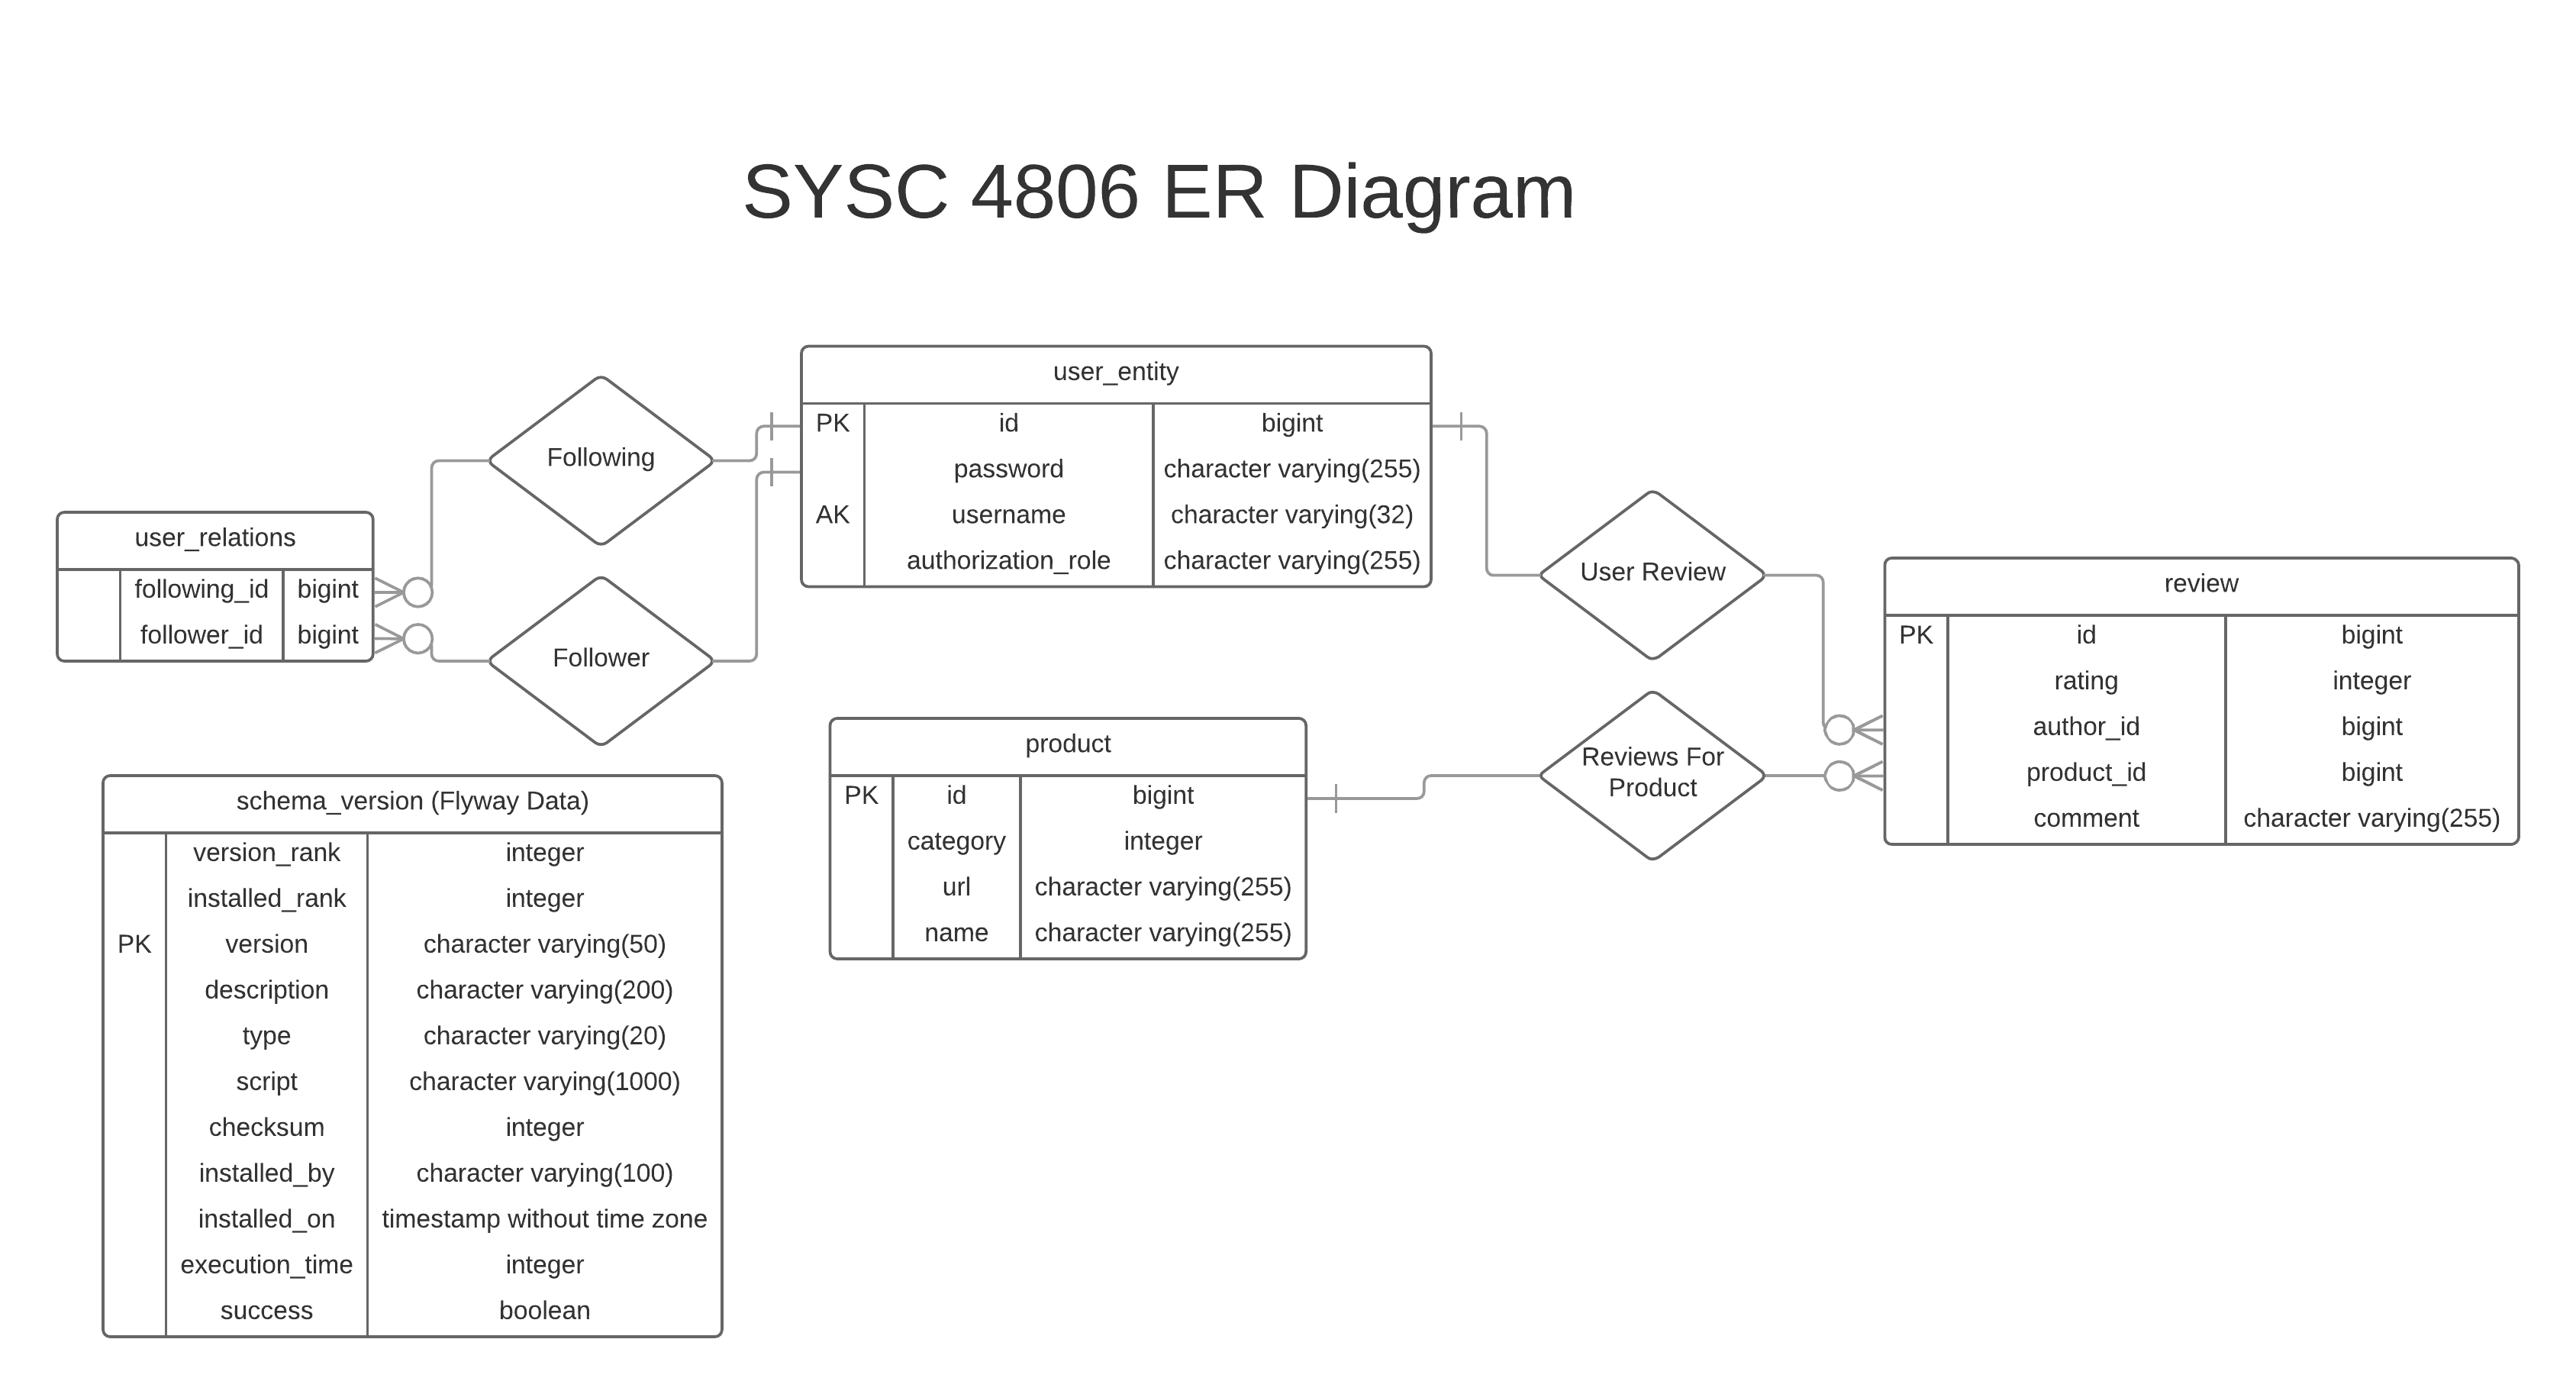 SYSC 4806 ER Diagram
user_entity
PK id bigint
password character varying(255)
AK username character varying(32)
authorization_role character varying(255)
Following
Follower
user_relations
following_id bigint
follower_id bigint
User Review
Reviews For
Product
review
PK id bigint
rating integer
author_id bigint
product_id bigint
comment character varying(255)
product
PK id bigint
category integer
url character varying(255)
name character varying(255)
schema_version (Flyway Data)
version_rank integer
installed_rank integer
PK version character varying(50)
description character varying(200)
type character varying(20)
script character varying(1000)
checksum integer
installed_by character varying(100)
installed_on timestamp without time zone
execution_time integer
success boolean